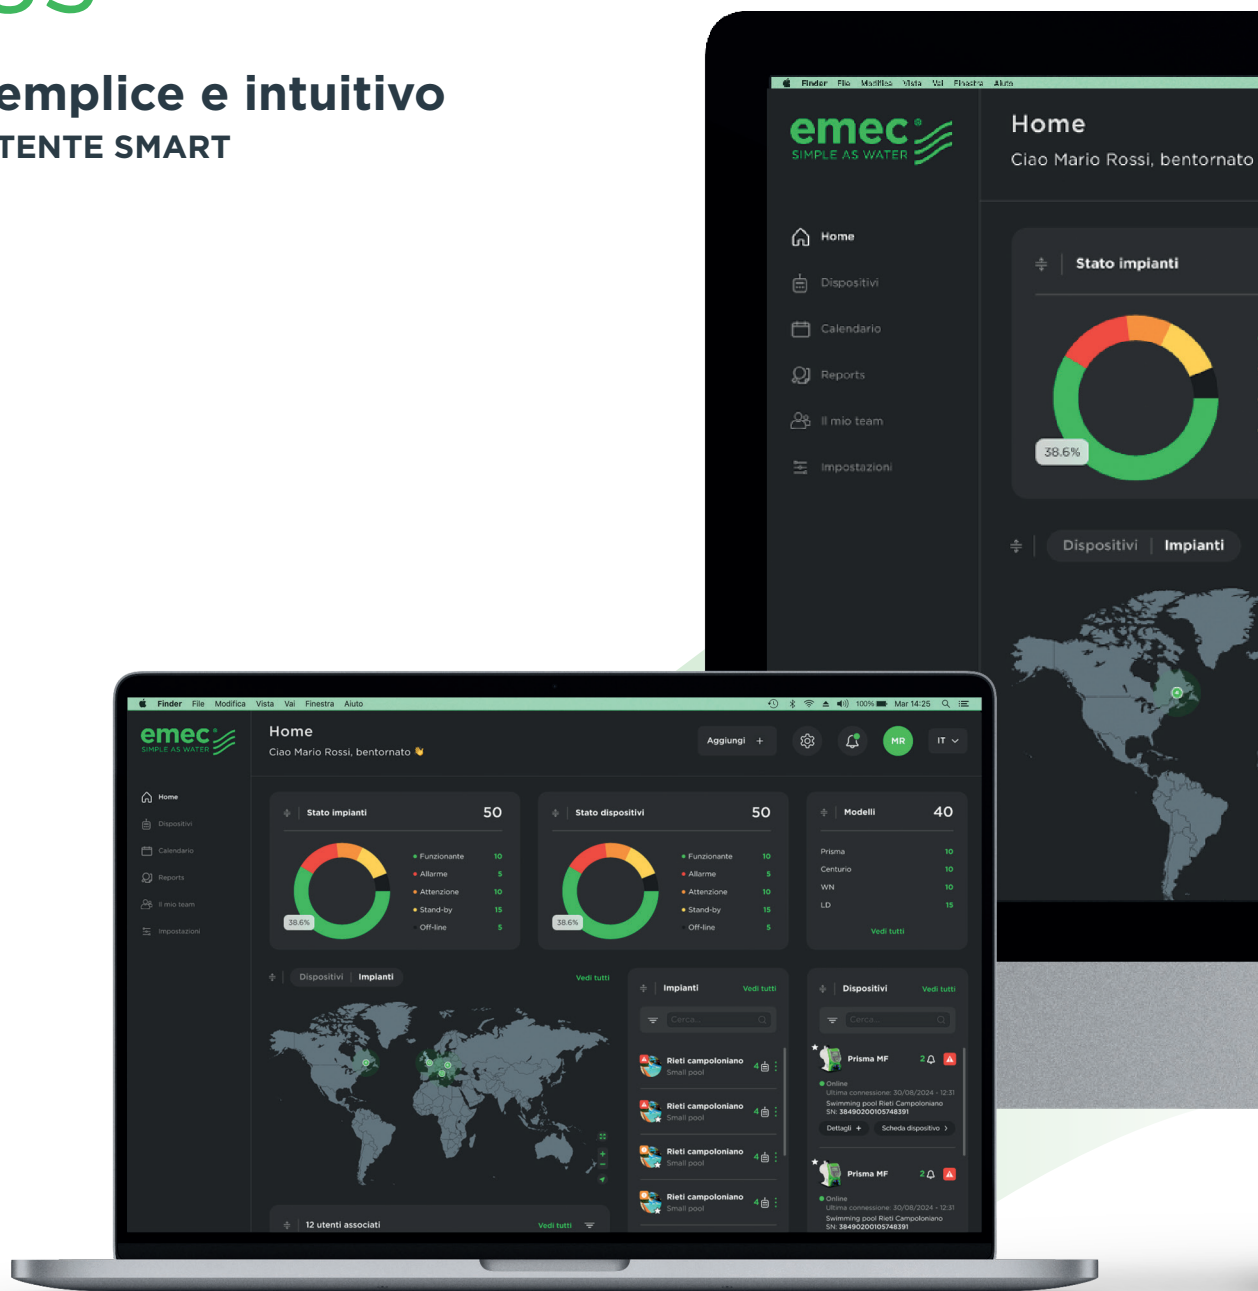 emplice e intuitivo
TENTE SMART
Finder File Modifica Vista Vai Finestra Aiuto
emec®
SIMPLE AS WATER
Home
Ciao Mario Rossi, bentornato
Home
Dispositivi
Calendario
Reports
Il mio team
Impostazioni
Stato impianti
38.6%
Dispositivi | Impianti
Finder File Modifica Vista Vai Finestra Aiuto
100% Mar 14:25
emec
SIMPLE AS WATER
Home
Ciao Mario Rossi, bentornato 👋
Aggiungi +
MR
IT
Home
Dispositivi
Calendario
Reports
Il mio team
Impostazioni
Stato impianti 50
Funzionante 10
Allarme 5
Attenzione 10
Stand-by 15
Off-line 5
38.6%
Stato dispositivi 50
Funzionante 10
Allarme 5
Attenzione 10
Stand-by 15
Off-line 5
38.6%
Modelli 40
Prisma 10
Centurio 10
WN 10
LD 15
Vedi tutti
Dispositivi | Impianti
Vedi tutti
12 utenti associati
Vedi tutti
Impianti Vedi tutti
Cerca...
Rieti campoloniano
Small pool
4
Rieti campoloniano
Small pool
4
Rieti campoloniano
Small pool
4
Rieti campoloniano
Small pool
4
Dispositivi Vedi tutti
Cerca...
Prisma MF 2
Online
Ultima connessione: 30/08/2024 - 12:31
Swimming pool Rieti Campoloniano
SN: 38490200105748391
Dettagli +
Scheda dispositivo >
Prisma MF 2
Online
Ultima connessione: 30/08/2024 - 12:31
Swimming pool Rieti Campoloniano
SN: 38490200105748391